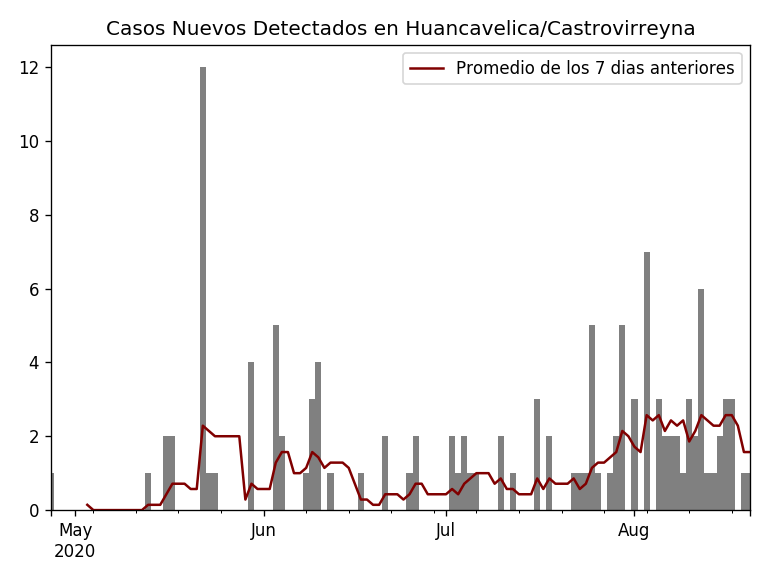 Casos Nuevos Detectados en Huancavelica/Castrovirreyna
Promedio de los 7 dias anteriores
12
10
8
6
4
2
0
May Jun Jul Aug
2020